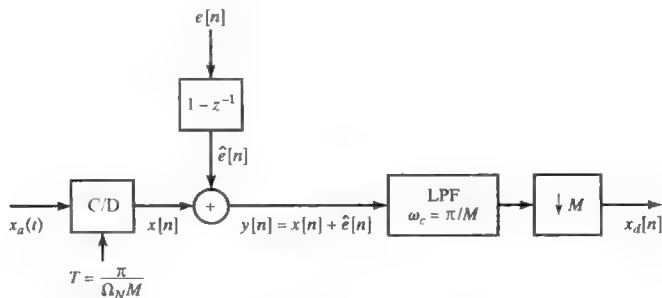 e[n]
1 − z⁻¹
ê[n]
C/D
+
LPF
ω_c = π/M
↓ M
x_a(t)
x[n]
y[n] = x[n] + ê[n]
x_d[n]
T = π / Ω_N M